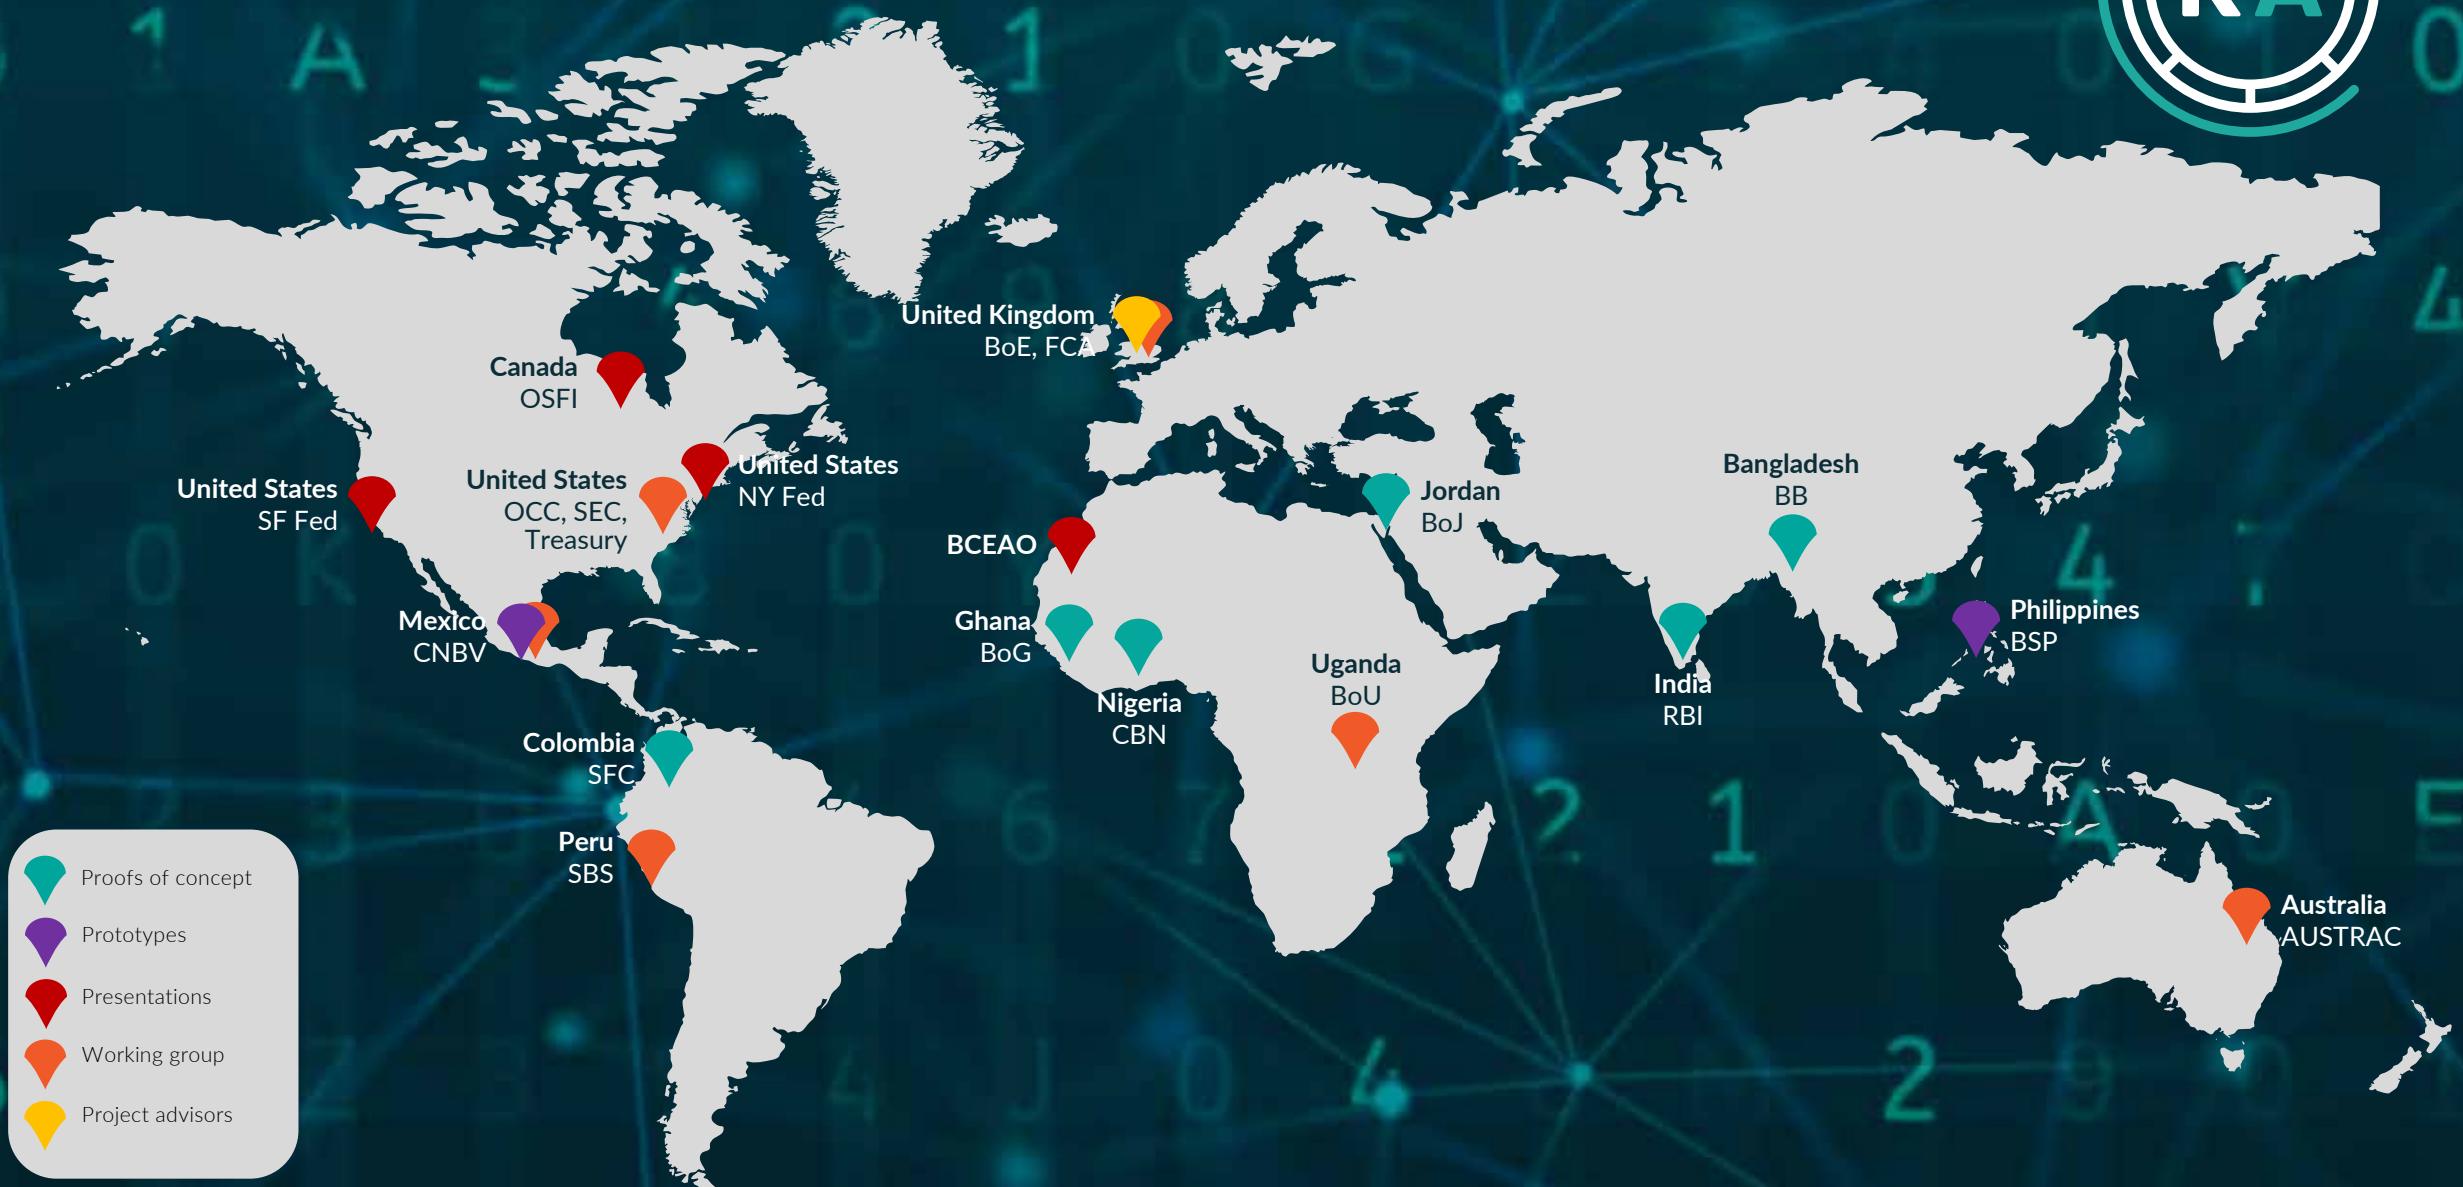 RA
United Kingdom
BoE, FCA
Canada
OSFI
United States
NY Fed
United States
SF Fed
United States
OCC, SEC,
Treasury
Bangladesh
BB
Jordan
BoJ
BCEAO
Mexico
CNBV
Ghana
BoG
Nigeria
CBN
Uganda
BoU
India
RBI
Philippines
BSP
Colombia
SFC
Peru
SBS
Australia
AUSTRAC
Proofs of concept
Prototypes
Presentations
Working group
Project advisors